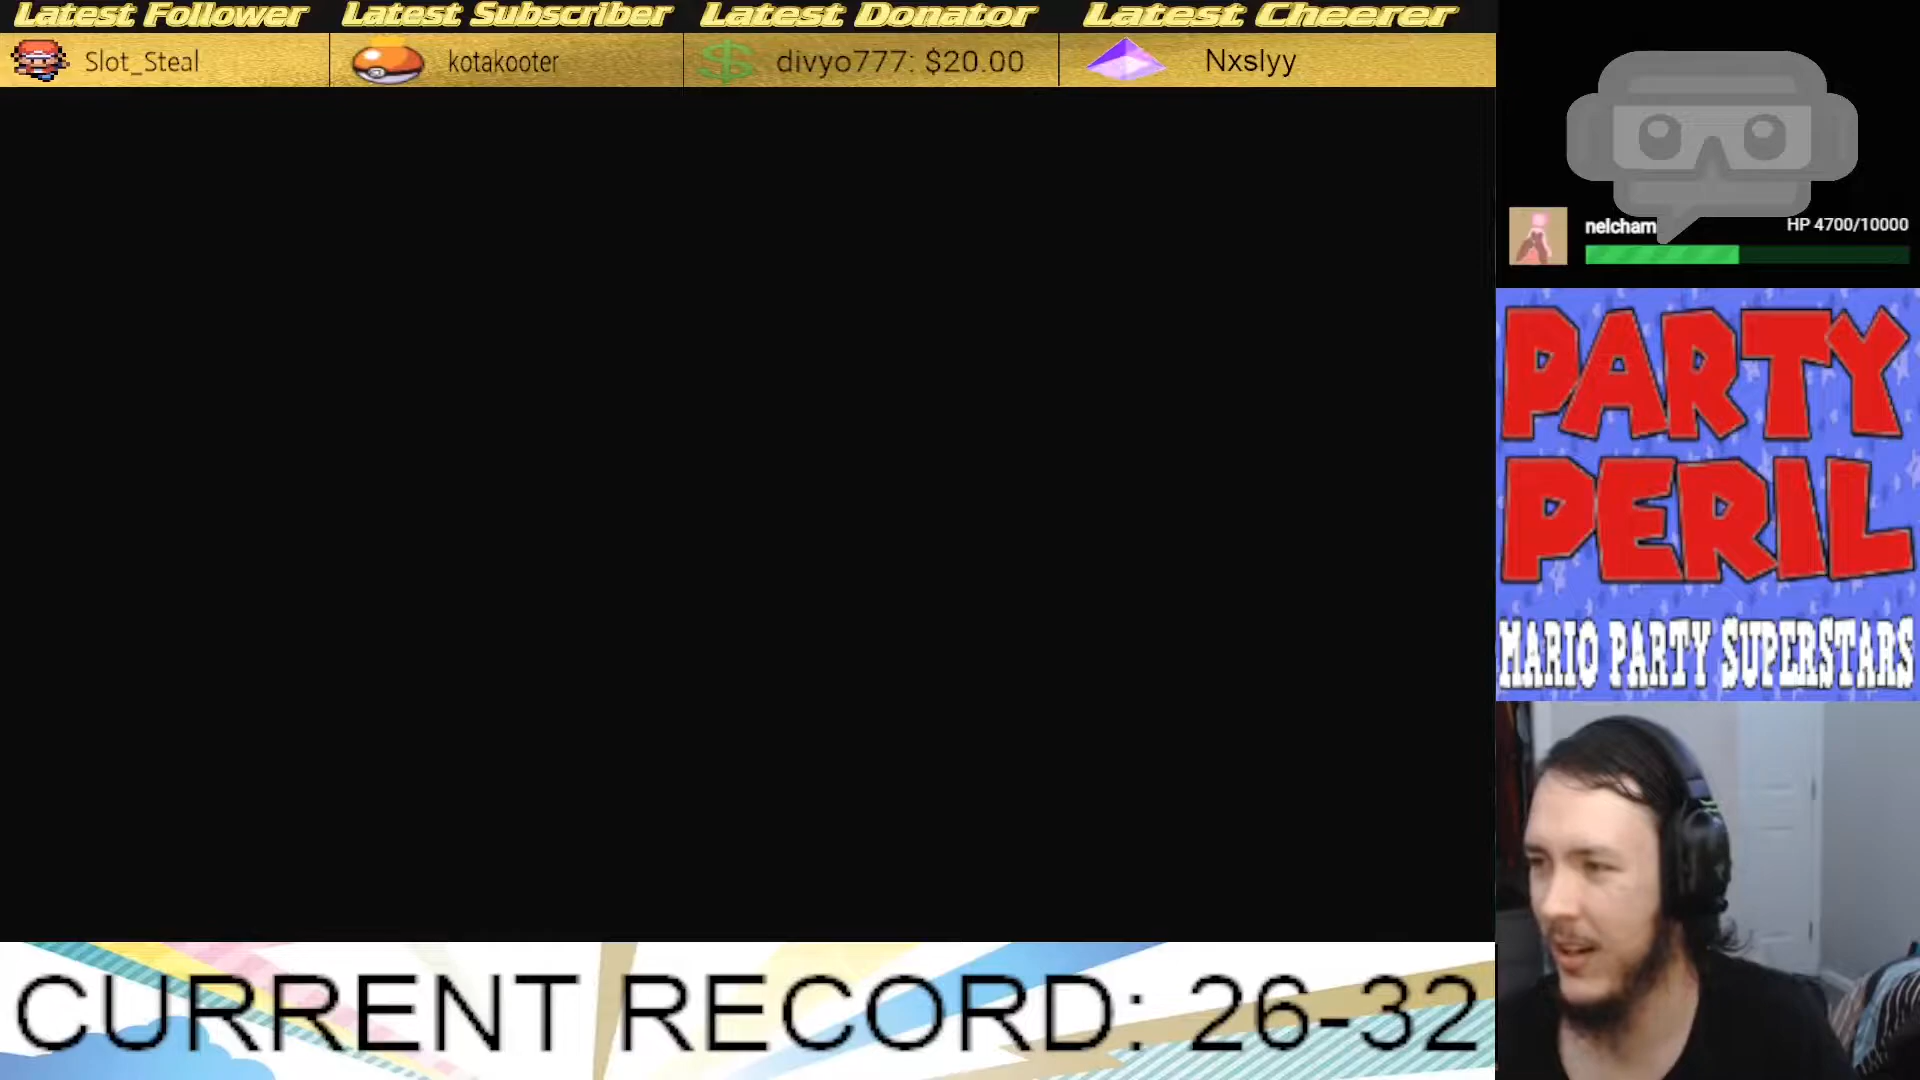 Latest Follower Latest Subscriber Latest Donator Latest Cheerer
Slot_Steal kotakooter divyo777: $20.00 Nxslyy
nelcham HP 4700/10000
PARTY
PERIL
MARIO PARTY SUPERSTARS
CURRENT RECORD: 26-32